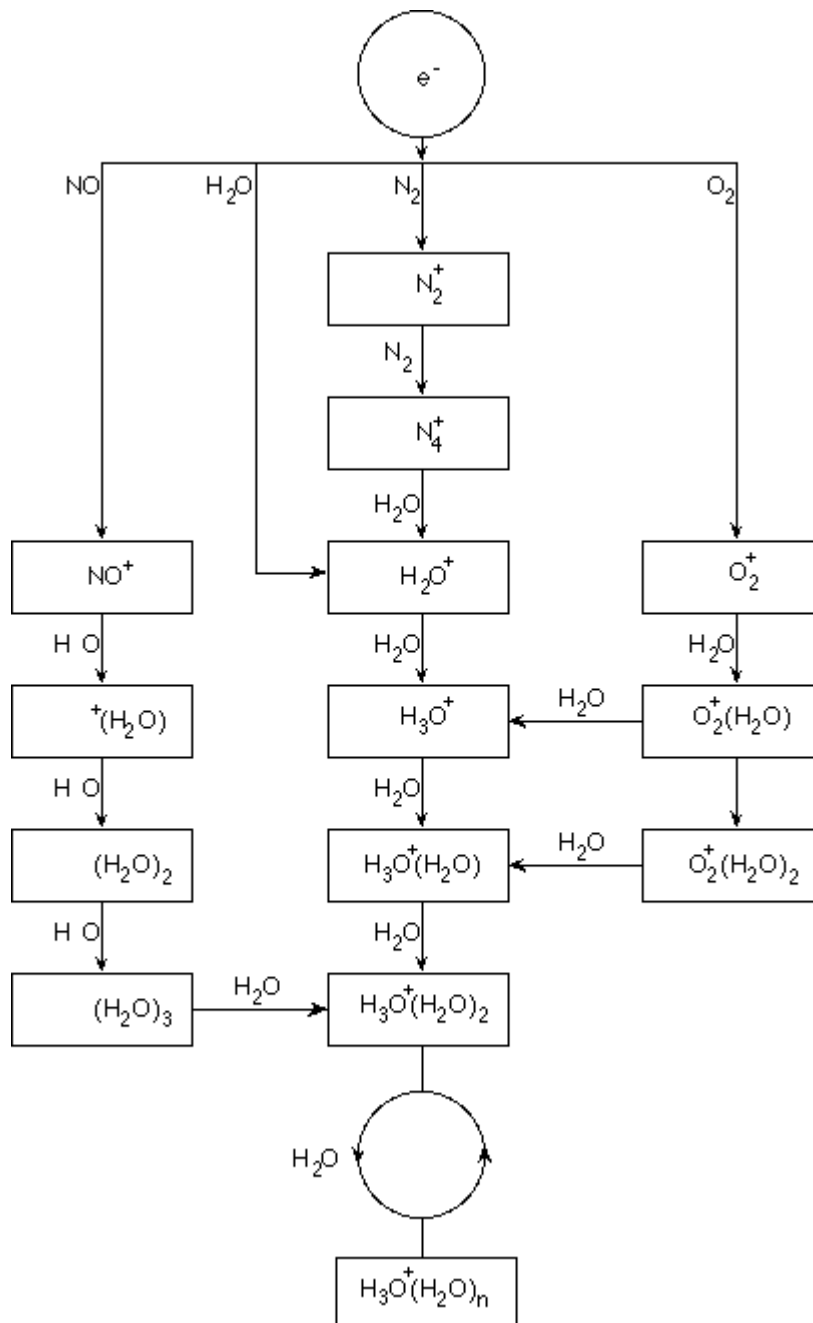 e⁻
NO H₂O N₂ O₂
N₂⁺
N₂
N₄⁺
H₂O
NO⁺ H₂O⁺ O₂⁺
H O H₂O H₂O
⁺(H₂O) H₃O⁺ H₂O O₂⁺(H₂O)
H O H₂O
(H₂O)₂ H₃O⁺(H₂O) H₂O O₂⁺(H₂O)₂
H O H₂O
(H₂O)₃ H₂O H₃O⁺(H₂O)₂
H₂O
H₃O⁺(H₂O)ₙ